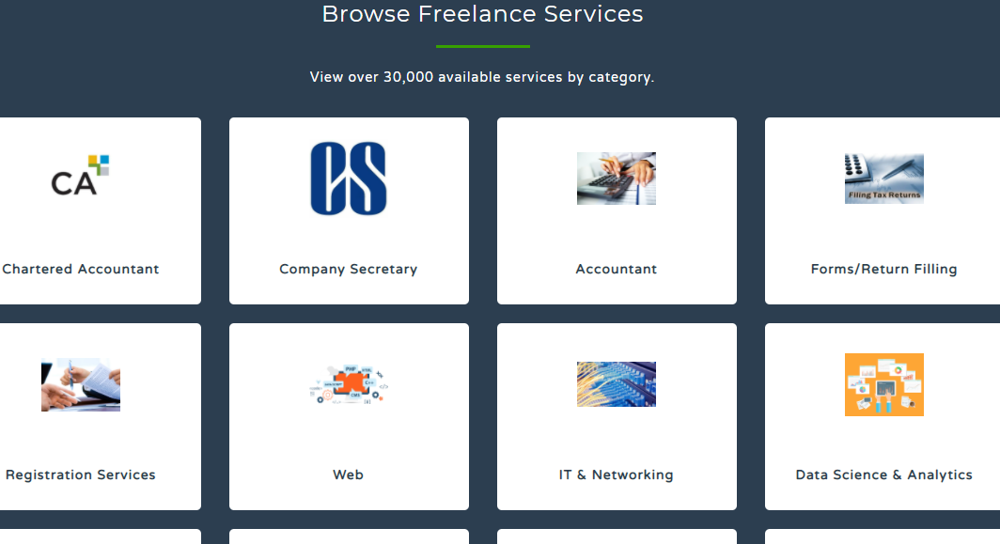 Browse Freelance Services
View over 30,000 available services by category.
CA
CS
Filing Tax Returns
Chartered Accountant
Company Secretary
Accountant
Forms/Return Filling
PHP
C++
Registration Services
Web
IT & Networking
Data Science & Analytics